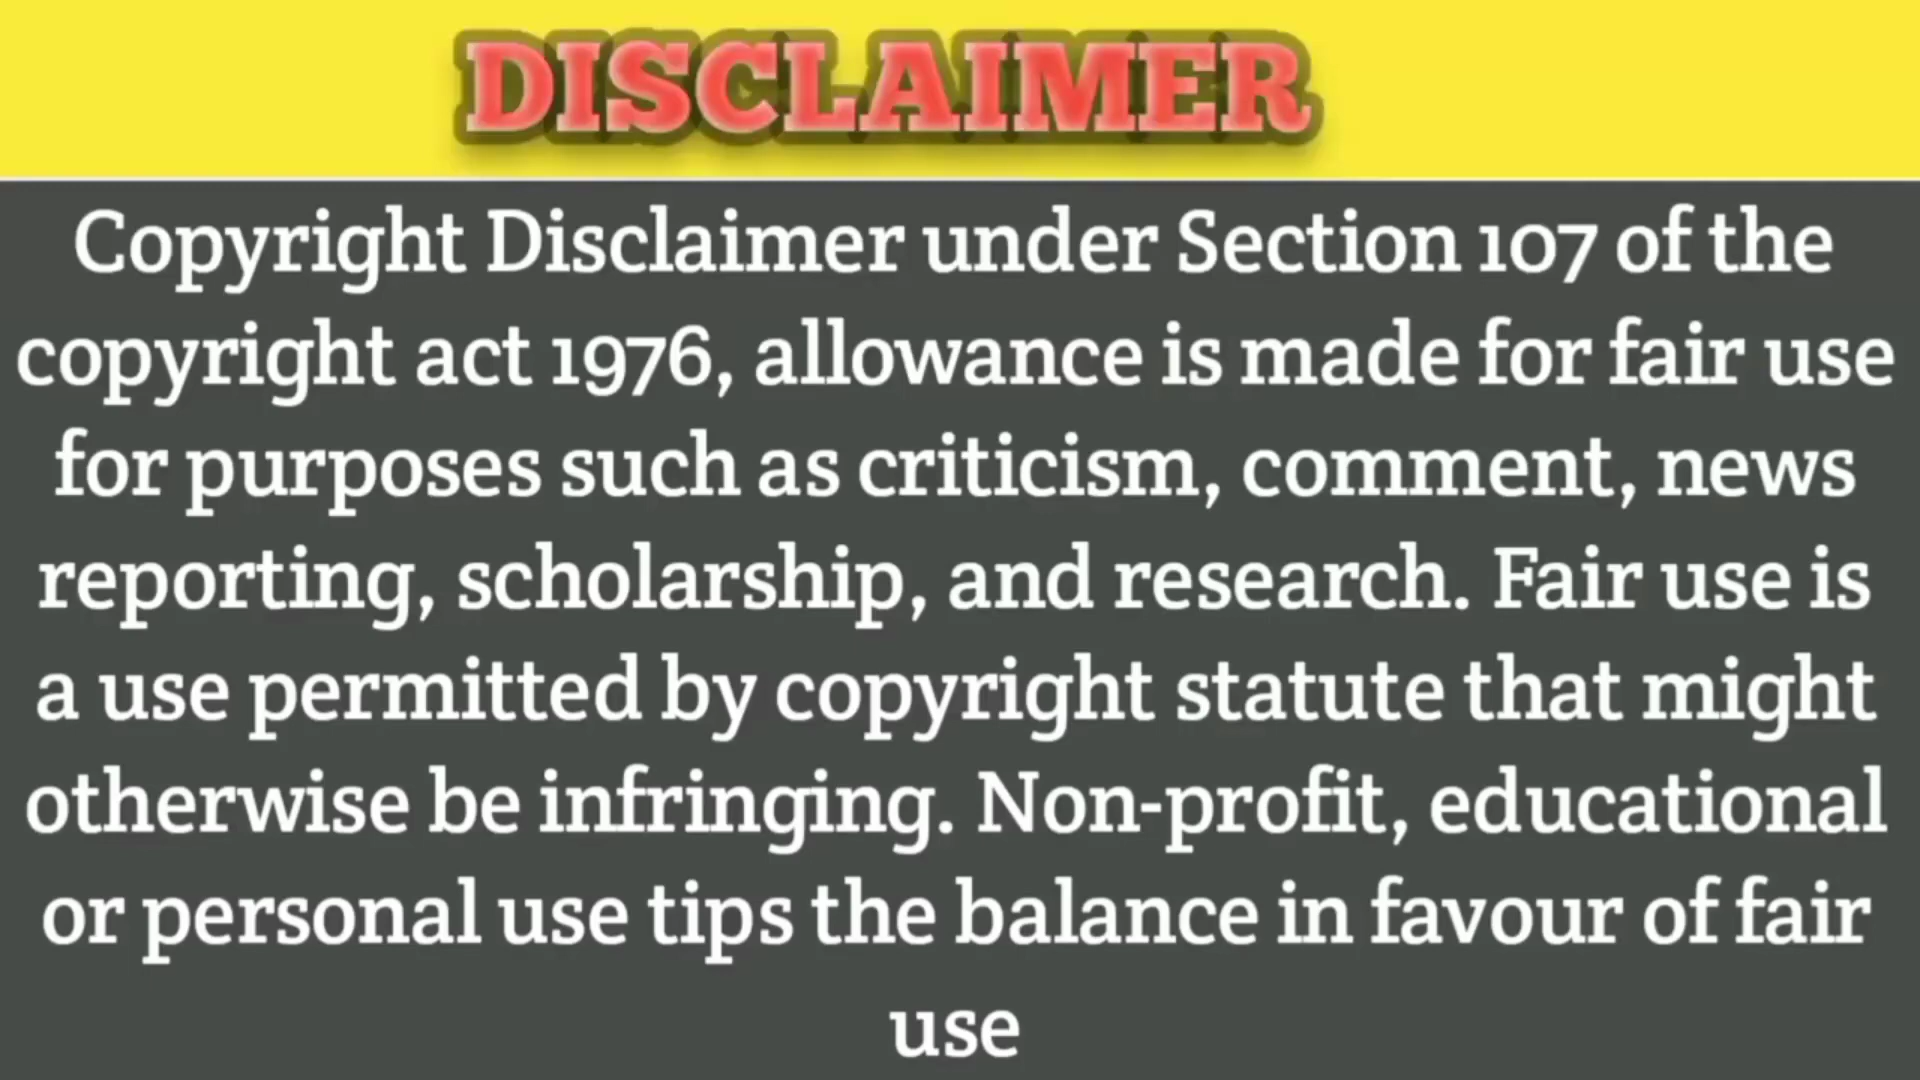 DISCLAIMER
Copyright Disclaimer under Section 107 of the
copyright act 1976, allowance is made for fair use
for purposes such as criticism, comment, news
reporting, scholarship, and research. Fair use is
a use permitted by copyright statute that might
otherwise be infringing. Non-profit, educational
or personal use tips the balance in favour of fair
use